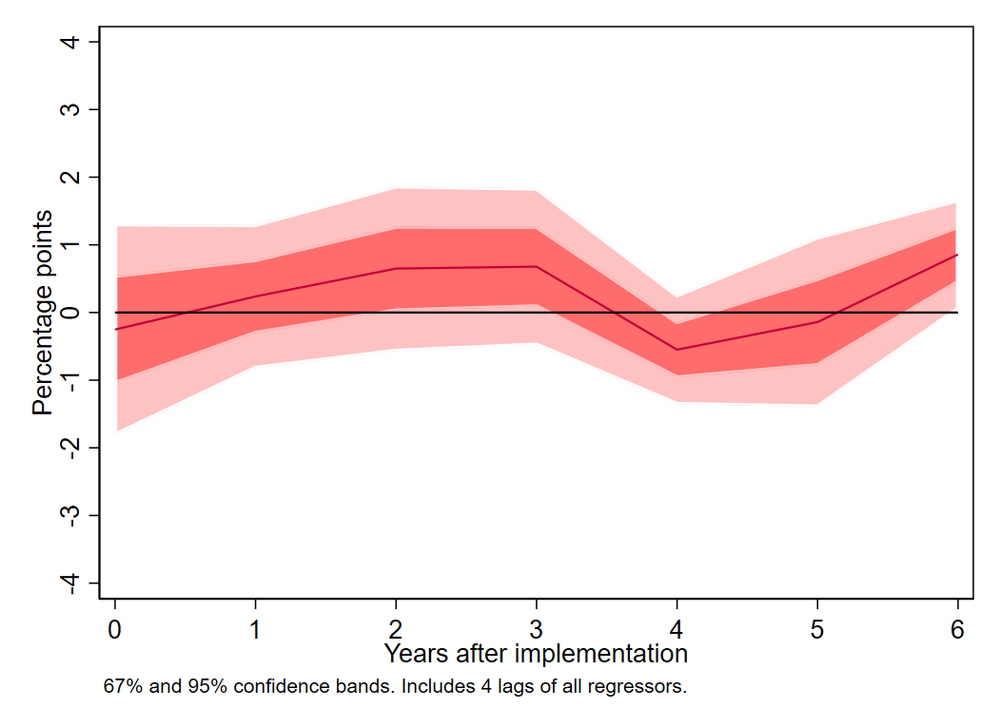 Percentage points
4
3
2
1
0
-1
-2
-3
-4
0 1 2 3 4 5 6
Years after implementation
67% and 95% confidence bands. Includes 4 lags of all regressors.